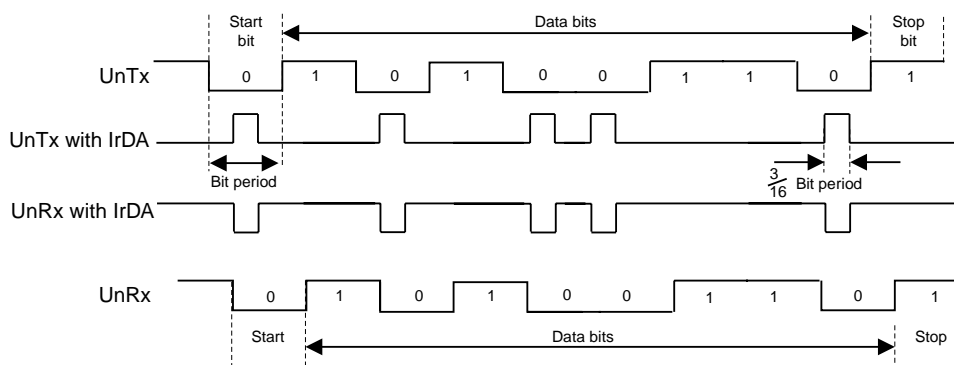 Start
bit
Data bits
Stop
bit
UnTx
0 1 0 1 0 0 1 1 0 1
UnTx with IrDA
Bit period
3/16 Bit period
UnRx with IrDA
UnRx
0 1 0 1 0 0 1 1 0 1
Start
Data bits
Stop